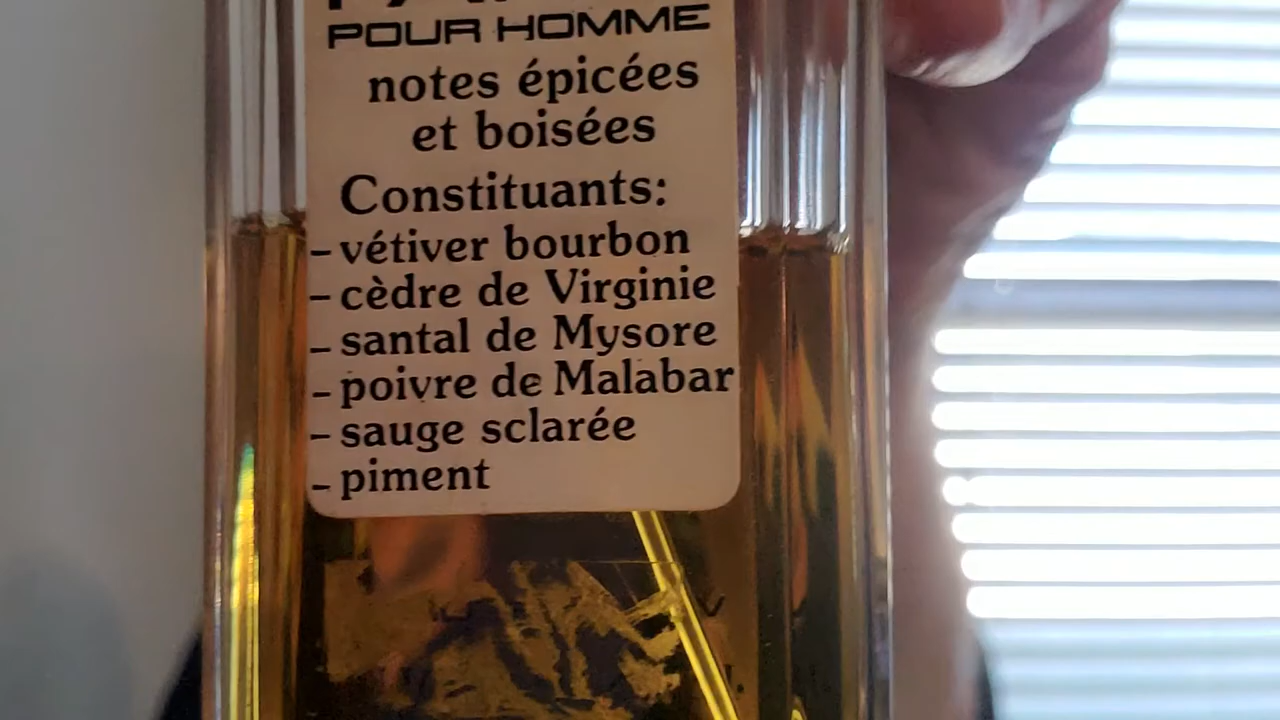 POUR HOMME
notes épicées
et boisées
Constituants:
- vétiver bourbon
- cèdre de Virginie
- santal de Mysore
- poivre de Malabar
- sauge sclarée
- piment